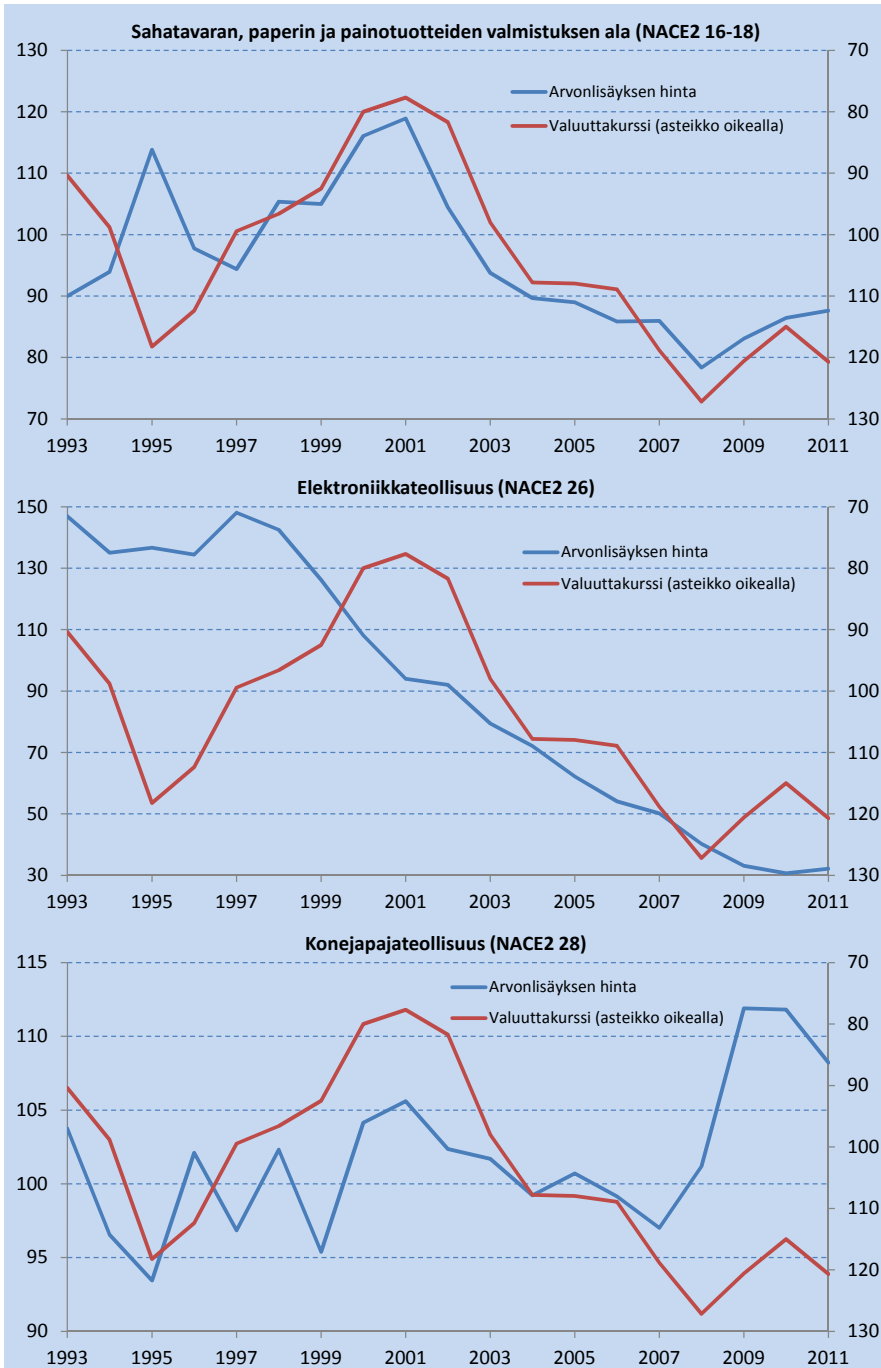 Sahatavaran, paperin ja painotuotteiden valmistuksen ala (NACE2 16-18)
130 70
120 80
110 90
100 100
90 110
80 120
70 130
Arvonlisäyksen hinta
Valuuttakurssi (asteikko oikealla)
1993 1995 1997 1999 2001 2003 2005 2007 2009 2011
Elektroniikkateollisuus (NACE2 26)
150 70
130 80
110 90
90 100
70 110
50 120
30 130
Arvonlisäyksen hinta
Valuuttakurssi (asteikko oikealla)
1993 1995 1997 1999 2001 2003 2005 2007 2009 2011
Konejapajateollisuus (NACE2 28)
115 70
110 80
105 90
100 100
95 110
90 120
130
Arvonlisäyksen hinta
Valuuttakurssi (asteikko oikealla)
1993 1995 1997 1999 2001 2003 2005 2007 2009 2011